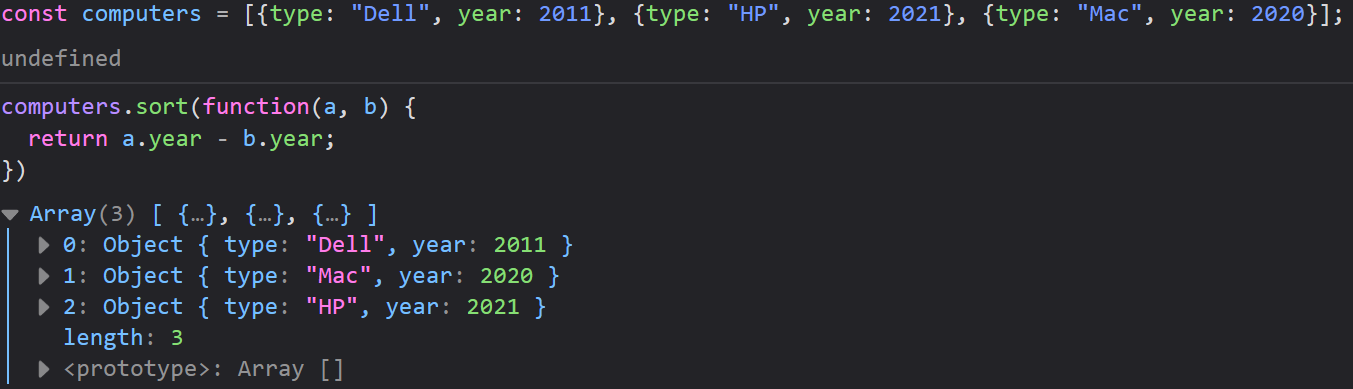 const computers = [{type: "Dell", year: 2011}, {type: "HP", year: 2021}, {type: "Mac", year: 2020}];
undefined
computers.sort(function(a, b) {
  return a.year - b.year;
})
Array(3) [ {…}, {…}, {…} ]
0: Object { type: "Dell", year: 2011 }
1: Object { type: "Mac", year: 2020 }
2: Object { type: "HP", year: 2021 }
length: 3
<prototype>: Array []